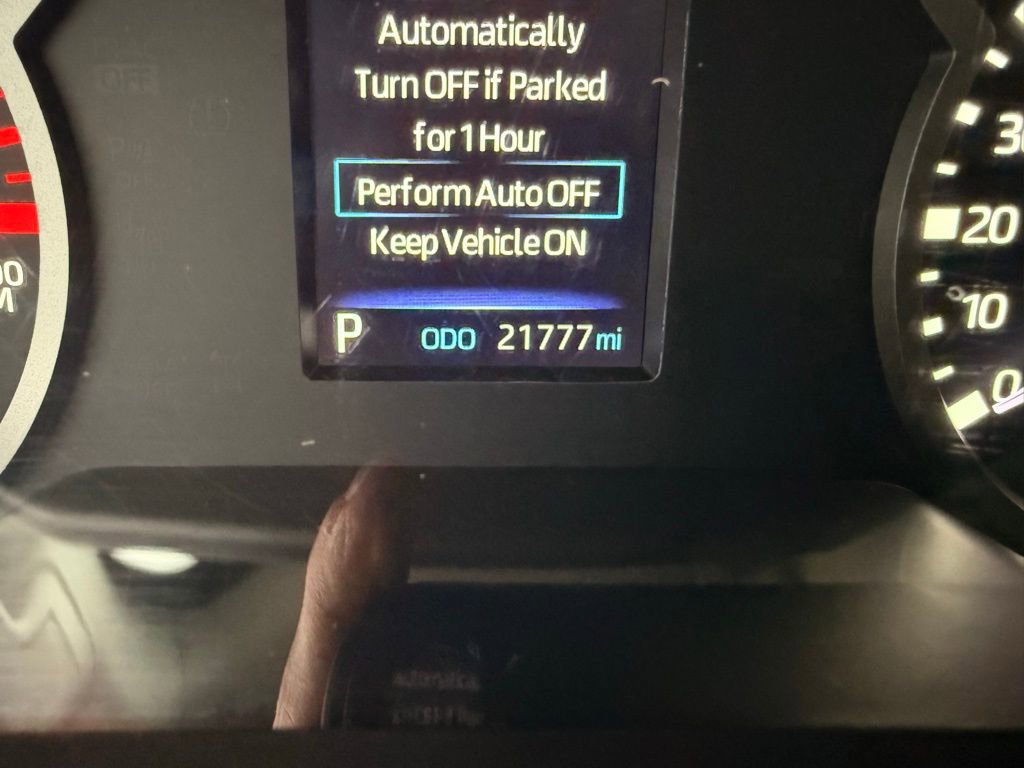 Automatically
Turn OFF if Parked
for 1 Hour
Perform Auto OFF
Keep Vehicle ON
P ODO 21777 mi
20
10
0
OFF